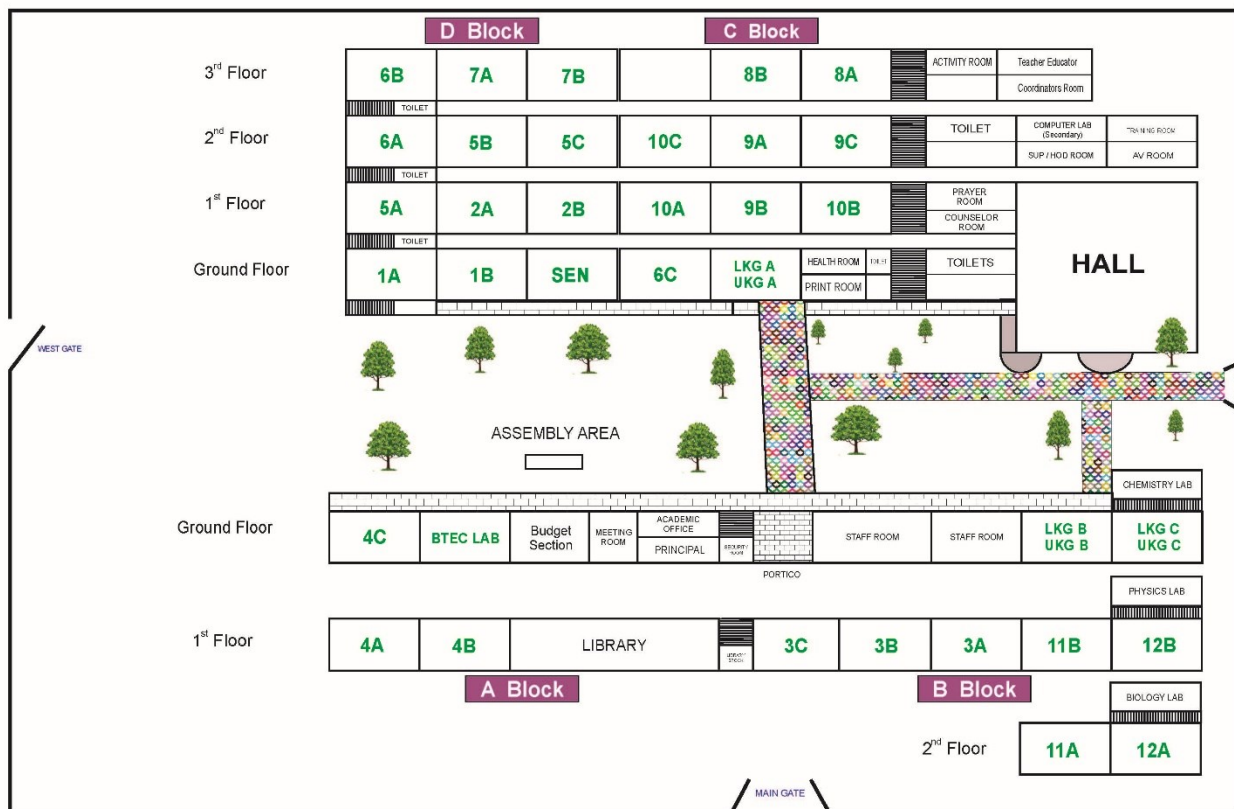 D Block
C Block
3rd Floor
6B
7A
7B
8B
8A
ACTIVITY ROOM
Teacher Educator
Coordinators Room
TOILET
2nd Floor
6A
5B
5C
10C
9A
9C
TOILET
COMPUTER LAB
(Secondary)
TRAINING ROOM
SUP / HOD ROOM
AV ROOM
TOILET
1st Floor
5A
2A
2B
10A
9B
10B
PRAYER
ROOM
COUNSELOR
ROOM
HALL
TOILET
Ground Floor
1A
1B
SEN
6C
LKG A
UKG A
HEALTH ROOM
TOILET
PRINT ROOM
TOILETS
WEST GATE
ASSEMBLY AREA
CHEMISTRY LAB
Ground Floor
4C
BTEC LAB
Budget
Section
MEETING
ROOM
ACADEMIC
OFFICE
PRINCIPAL
SECURITY
ROOM
STAFF ROOM
STAFF ROOM
LKG B
UKG B
LKG C
UKG C
PORTICO
PHYSICS LAB
1st Floor
4A
4B
LIBRARY
LIBRARY
STOCK
3C
3B
3A
11B
12B
A Block
B Block
BIOLOGY LAB
2nd Floor
11A
12A
MAIN GATE